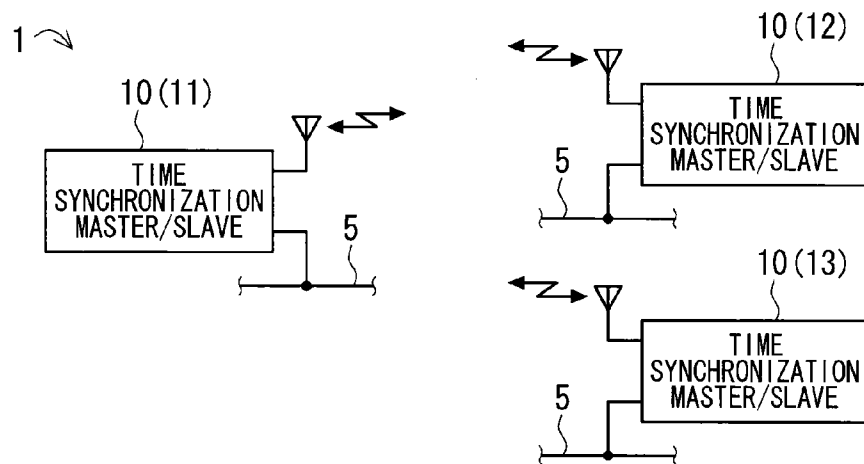 1
10(11)
TIME
SYNCHRONIZATION
MASTER/SLAVE
5
10(12)
TIME
SYNCHRONIZATION
MASTER/SLAVE
5
10(13)
TIME
SYNCHRONIZATION
MASTER/SLAVE
5